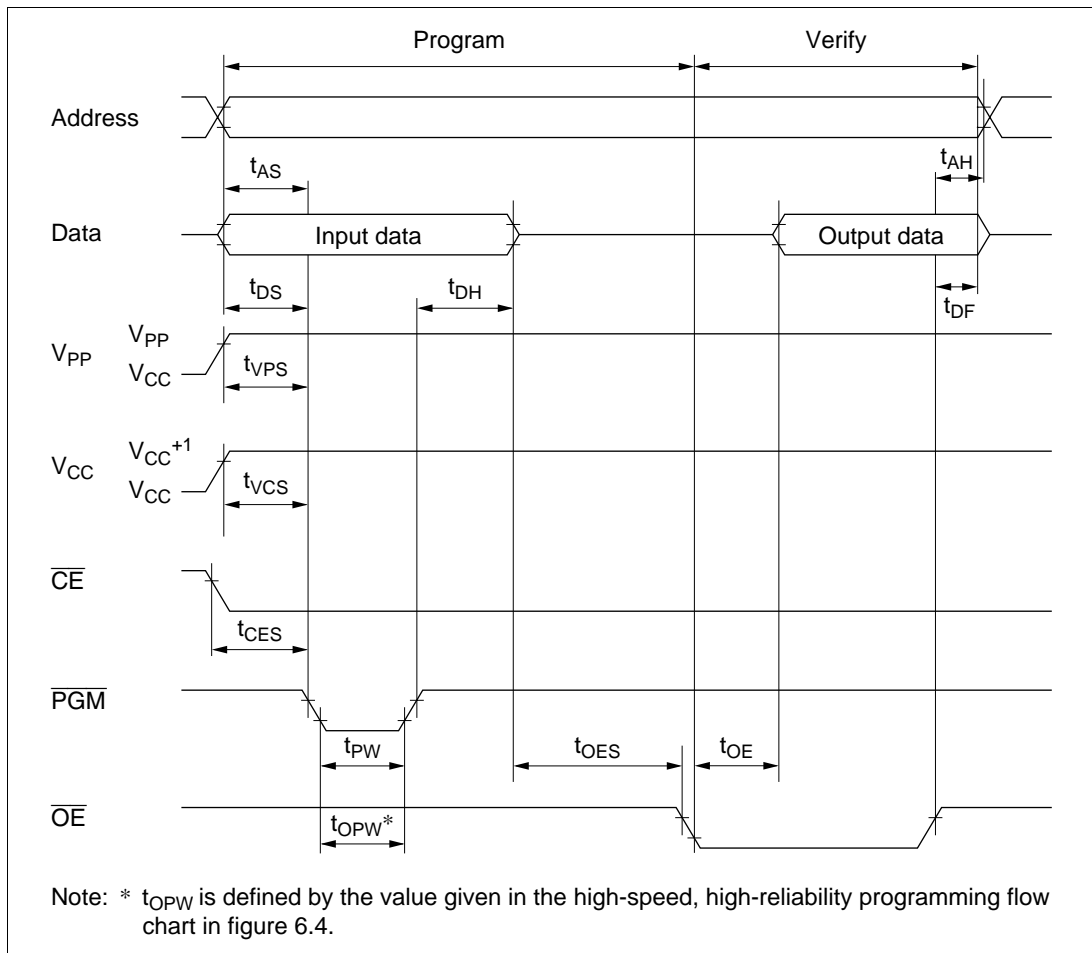 Program
Verify
Address
tAS
tAH
Data
Input data
Output data
tDS
tDH
tDF
VPP
VPP
VCC
tVPS
VCC
VCC+1
VCC
tVCS
CE
tCES
PGM
tPW
tOES
tOE
OE
tOPW*
Note: * tOPW is defined by the value given in the high-speed, high-reliability programming flow
chart in figure 6.4.